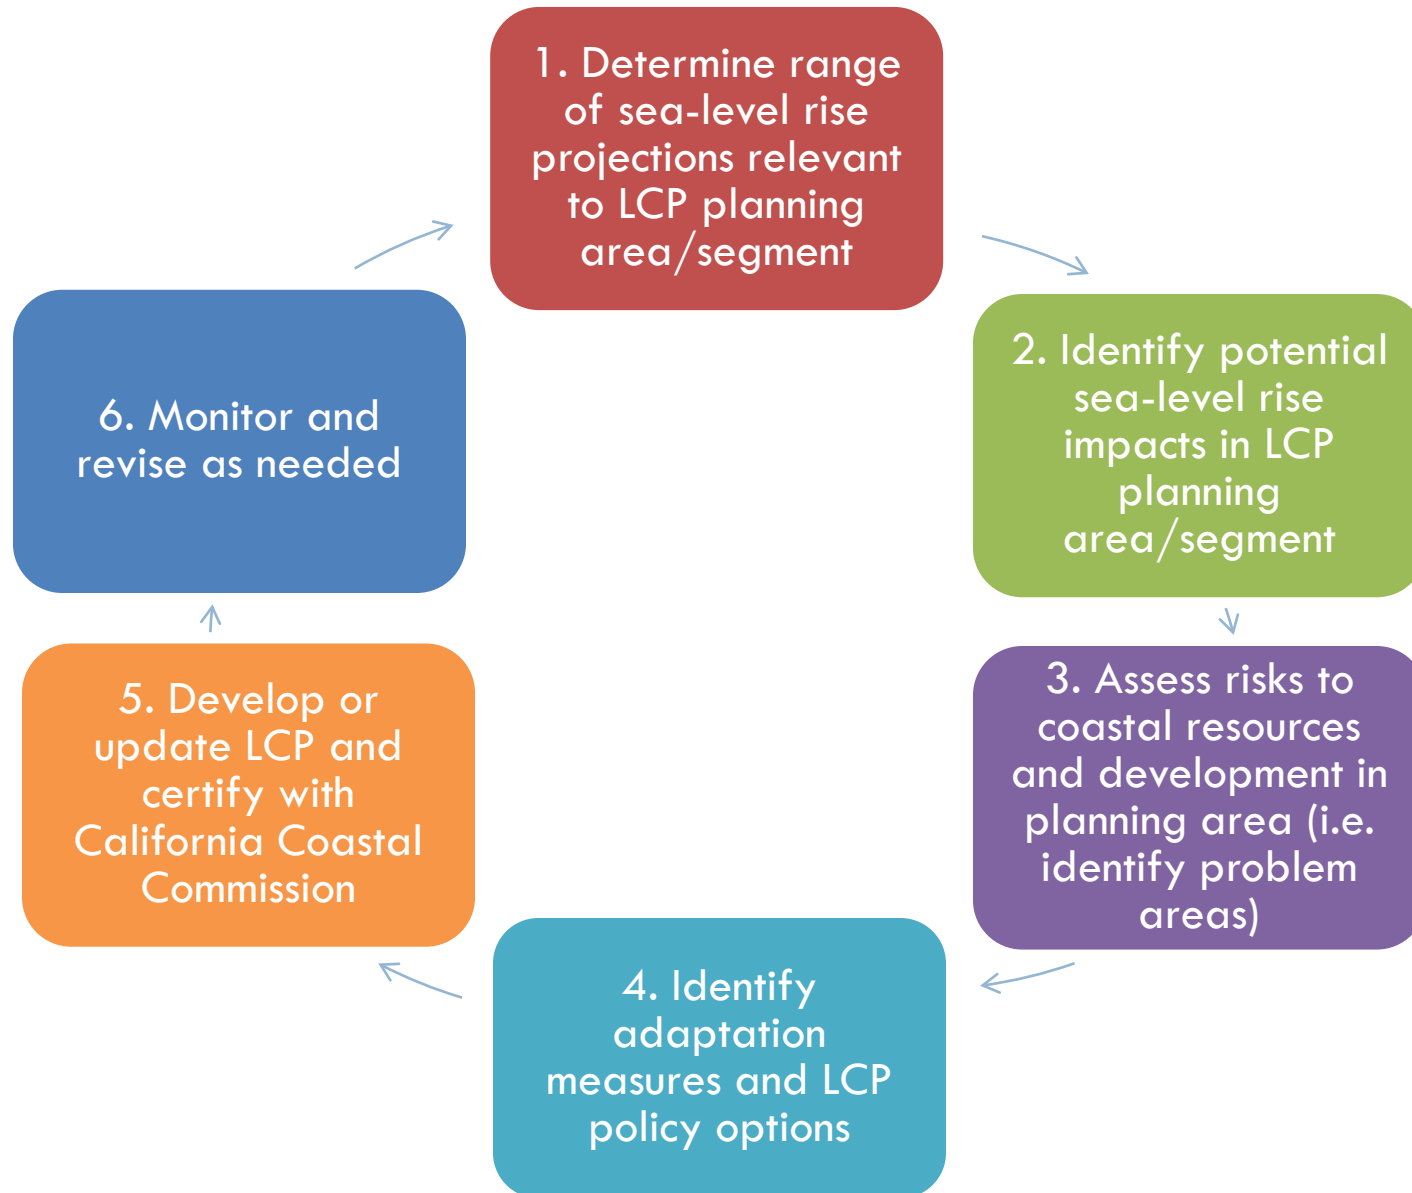 1. Determine range
of sea-level rise
projections relevant
to LCP planning
area/segment
2. Identify potential
sea-level rise
impacts in LCP
planning
area/segment
3. Assess risks to
coastal resources
and development in
planning area (i.e.
identify problem
areas)
4. Identify
adaptation
measures and LCP
policy options
5. Develop or
update LCP and
certify with
California Coastal
Commission
6. Monitor and
revise as needed